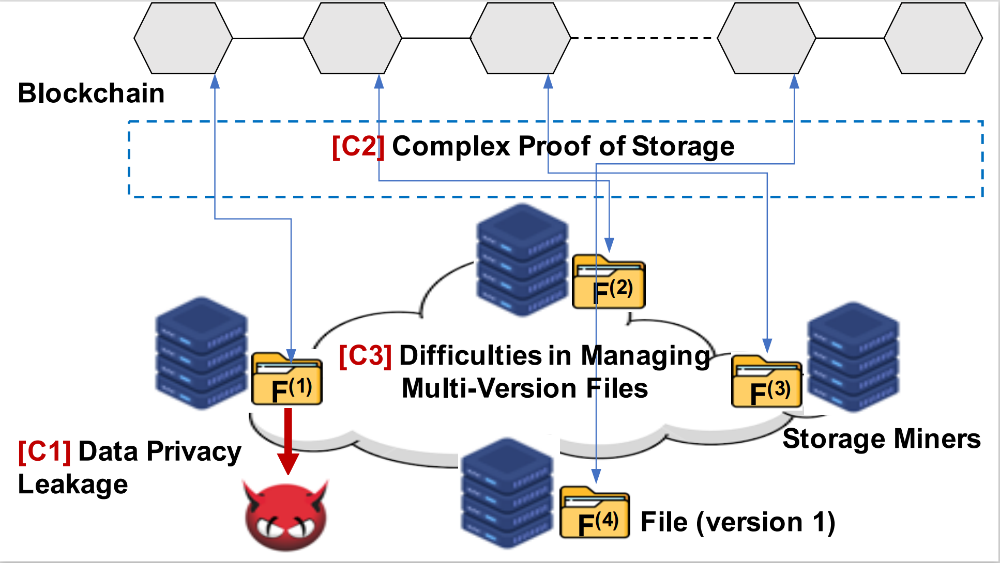 Blockchain
[C2] Complex Proof of Storage
F(2)
[C3] Difficulties in Managing
Multi-Version Files
F(1)
F(3)
Storage Miners
[C1] Data Privacy
Leakage
F(4)
File (version 1)